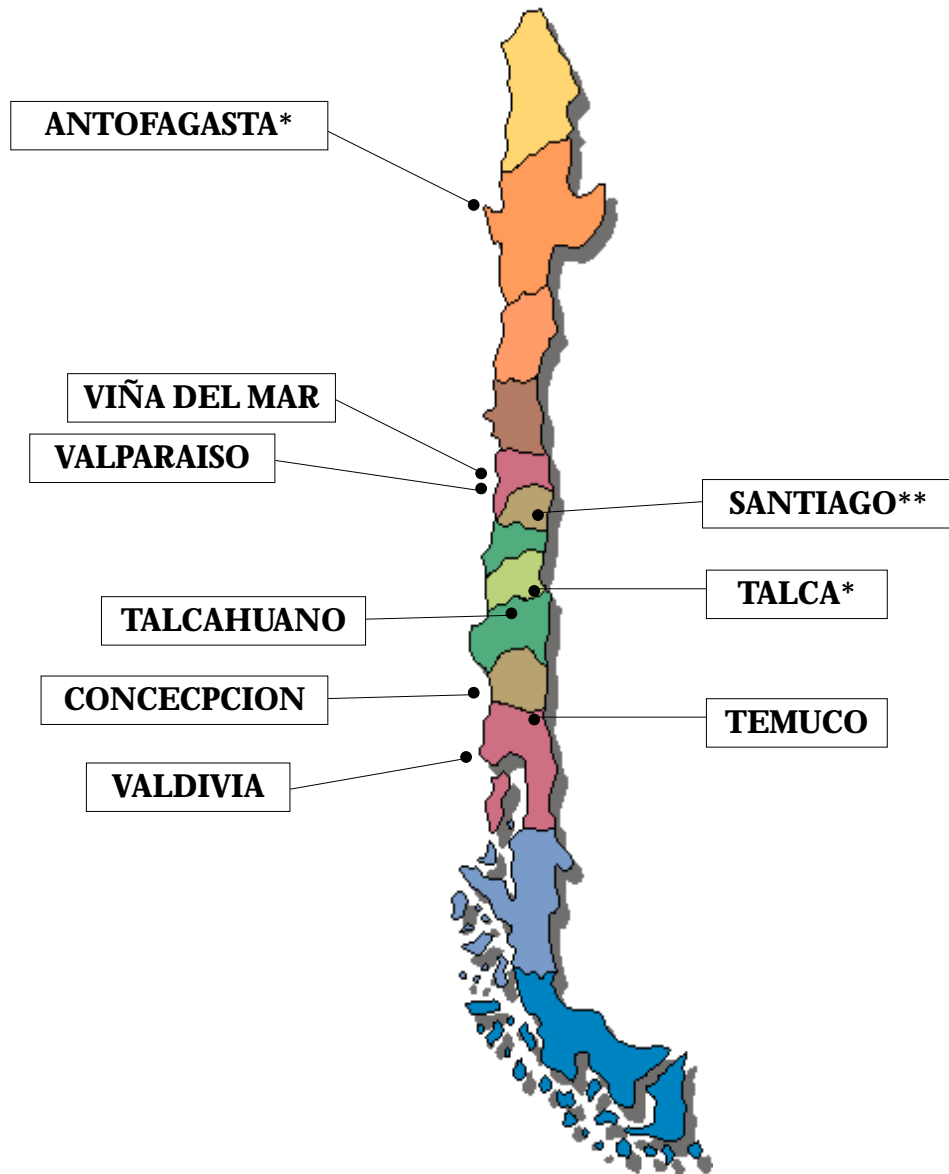 ANTOFAGASTA*
VIÑA DEL MAR
VALPARAISO
SANTIAGO**
TALCA*
TALCAHUANO
CONCECPCION
TEMUCO
VALDIVIA